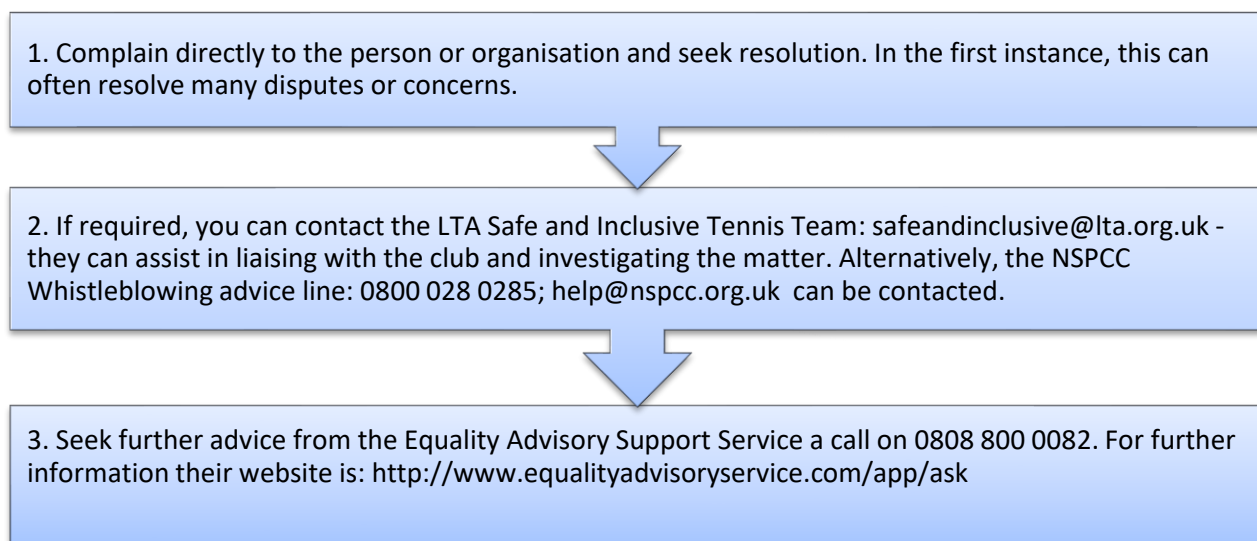 1. Complain directly to the person or organisation and seek resolution. In the first instance, this can
often resolve many disputes or concerns.
2. If required, you can contact the LTA Safe and Inclusive Tennis Team: safeandinclusive@lta.org.uk -
they can assist in liaising with the club and investigating the matter. Alternatively, the NSPCC
Whistleblowing advice line: 0800 028 0285; help@nspcc.org.uk  can be contacted.
3. Seek further advice from the Equality Advisory Support Service a call on 0808 800 0082. For further
information their website is: http://www.equalityadvisoryservice.com/app/ask